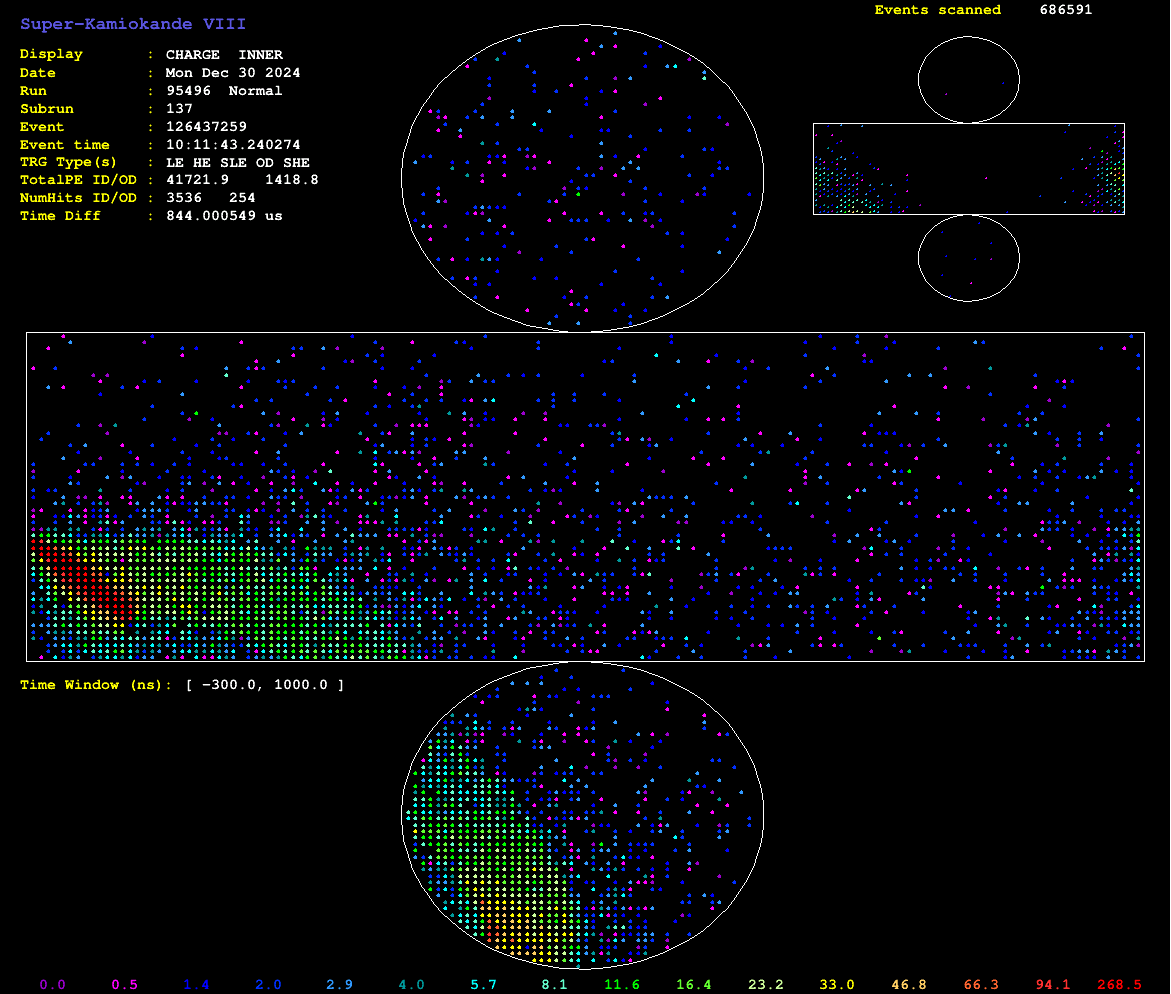 Super-Kamiokande VIII
Events scanned 686591
Display : CHARGE INNER
Date : Mon Dec 30 2024
Run : 95496 Normal
Subrun : 137
Event : 126437259
Event time : 10:11:43.240274
TRG Type(s) : LE HE SLE OD SHE
TotalPE ID/OD : 41721.9 1418.8
NumHits ID/OD : 3536 254
Time Diff : 844.000549 us
Time Window (ns): [ -300.0, 1000.0 ]
0.0 0.5 1.4 2.0 2.9 4.0 5.7 8.1 11.6 16.4 23.2 33.0 46.8 66.3 94.1 268.5